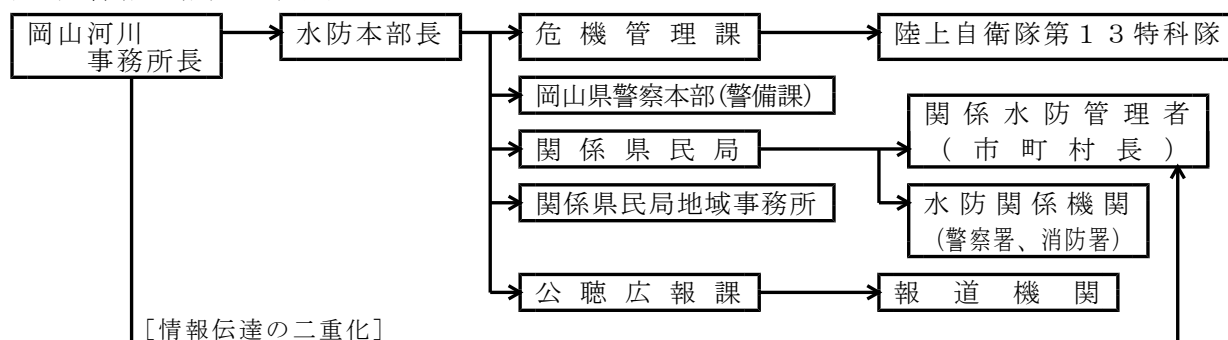 岡山河川
事務所長
水防本部長
危機管理課
陸上自衛隊第13特科隊
岡山県警察本部(警備課)
関係県民局
関係水防管理者
(市町村長)
関係県民局地域事務所
水防関係機関
(警察署、消防署)
公聴広報課
報道機関
[情報伝達の二重化]